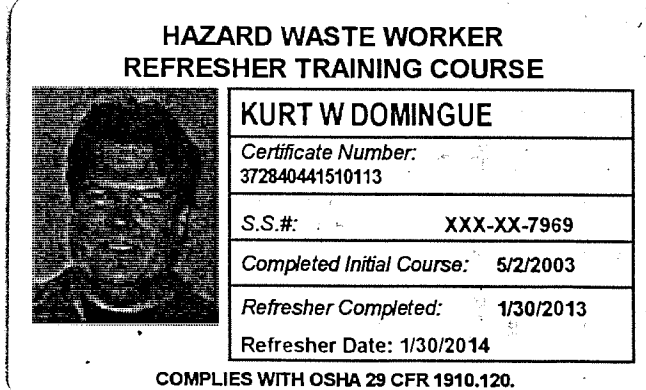 HAZARD WASTE WORKER
REFRESHER TRAINING COURSE
KURT W DOMINGUE
Certificate Number:
372840441510113
S.S.#: XXX-XX-7969
Completed Initial Course: 5/2/2003
Refresher Completed: 1/30/2013
Refresher Date: 1/30/2014
COMPLIES WITH OSHA 29 CFR 1910.120.